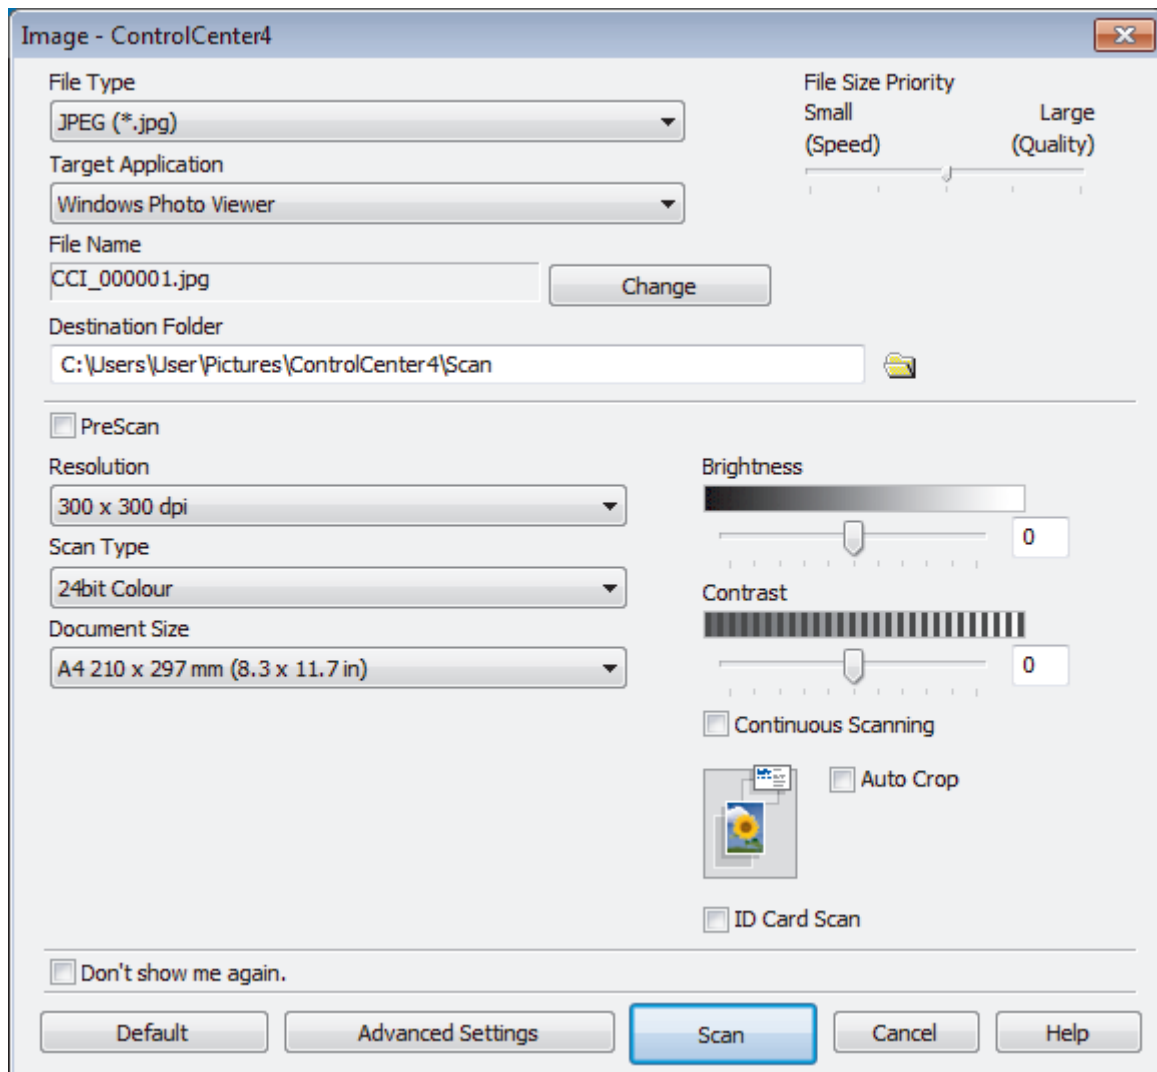 Image - ControlCenter4
File Type
JPEG (*.jpg)
Target Application
Windows Photo Viewer
File Name
CCI_000001.jpg
Change
Destination Folder
C:\Users\User\Pictures\ControlCenter4\Scan
File Size Priority
Small Large
(Speed) (Quality)
PreScan
Resolution
300 x 300 dpi
Scan Type
24bit Colour
Document Size
A4 210 x 297 mm (8.3 x 11.7 in)
Brightness
0
Contrast
0
Continuous Scanning
Auto Crop
ID Card Scan
Don't show me again.
Default Advanced Settings Scan Cancel Help